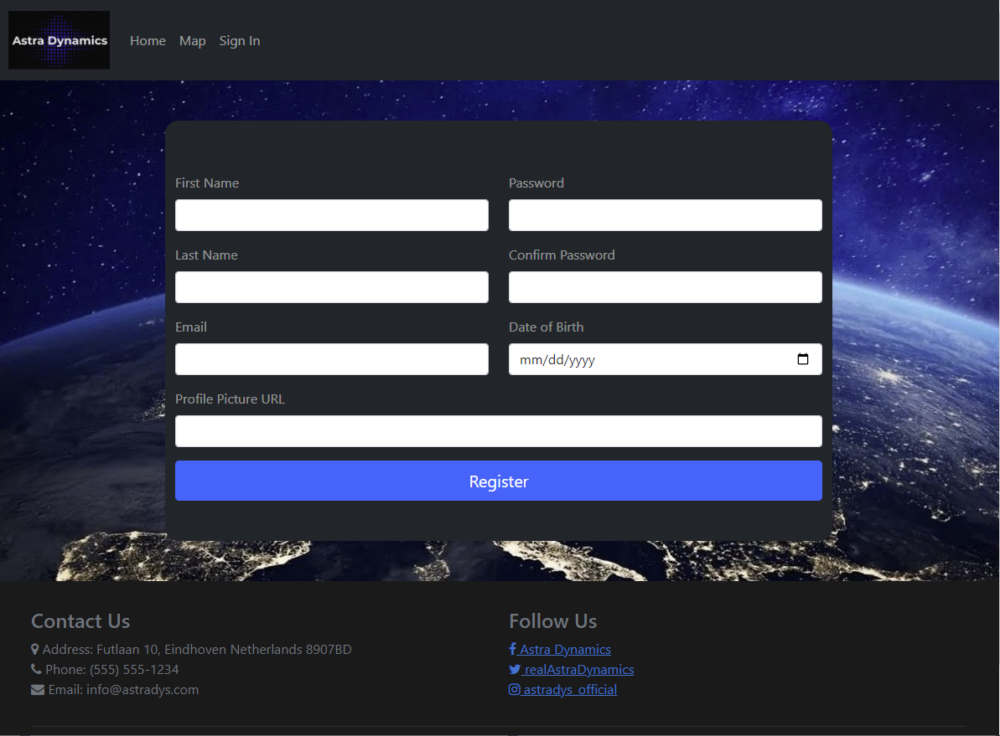 Astra Dynamics
Home Map Sign In
First Name
Password
Last Name
Confirm Password
Email
Date of Birth
mm/dd/yyyy
Profile Picture URL
Register
Contact Us
Address: Futlaan 10, Eindhoven Netherlands 8907BD
Phone: (555) 555-1234
Email: info@astradys.com
Follow Us
Astra Dynamics
realAstraDynamics
astradys_official